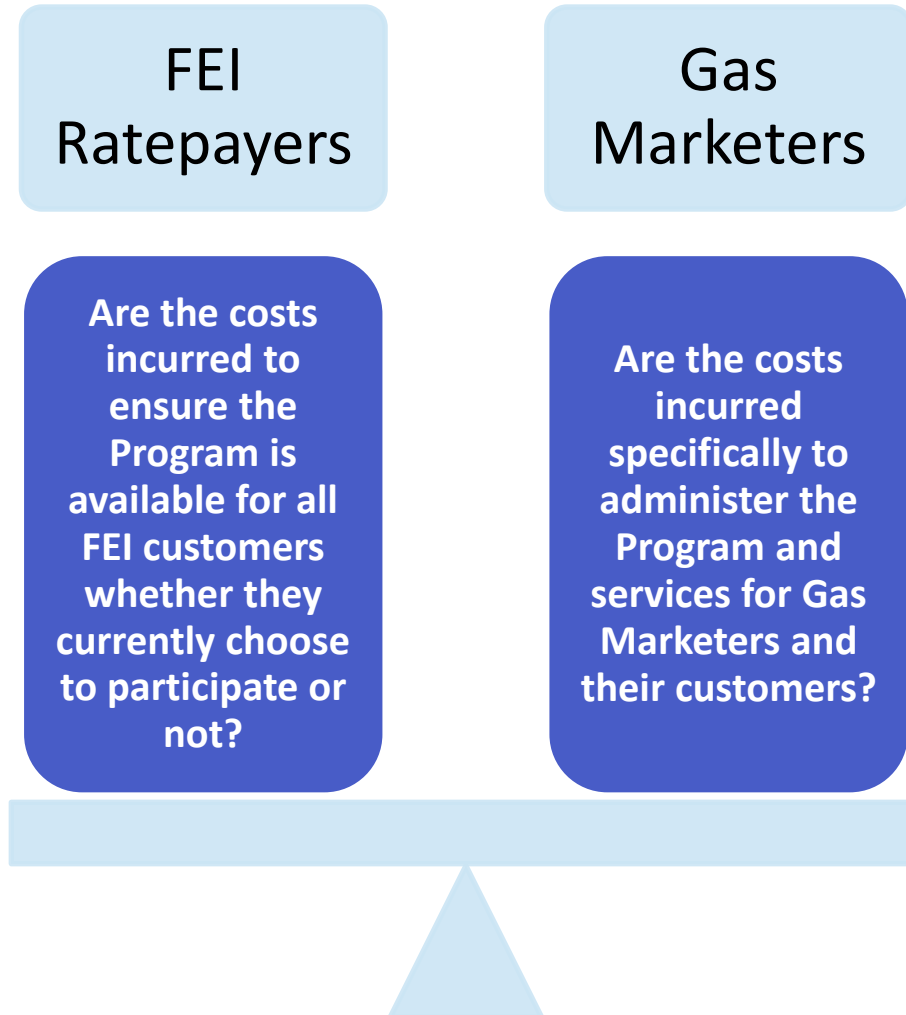 FEI
Ratepayers
Are the costs
incurred to
ensure the
Program is
available for all
FEI customers
whether they
currently choose
to participate or
not?
Gas
Marketers
Are the costs
incurred
specifically to
administer the
Program and
services for Gas
Marketers and
their customers?